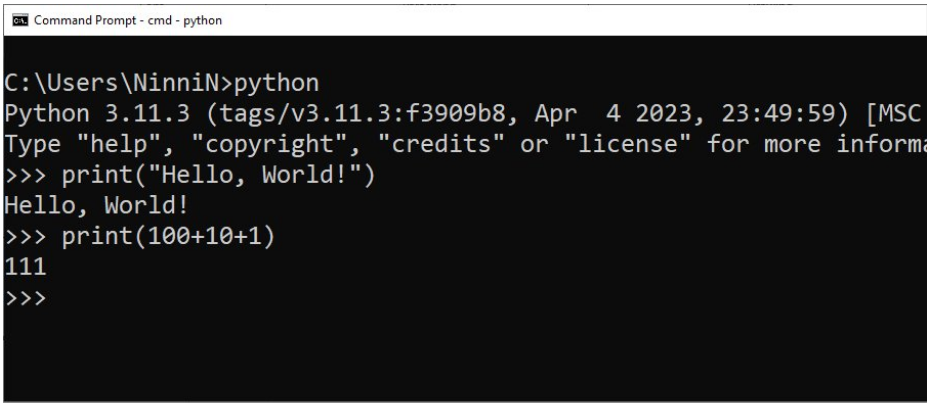 Command Prompt - cmd - python
C:\Users\NinniN>python
Python 3.11.3 (tags/v3.11.3:f3909b8, Apr  4 2023, 23:49:59) [MSC
Type "help", "copyright", "credits" or "license" for more informa
>>> print("Hello, World!")
Hello, World!
>>> print(100+10+1)
111
>>>